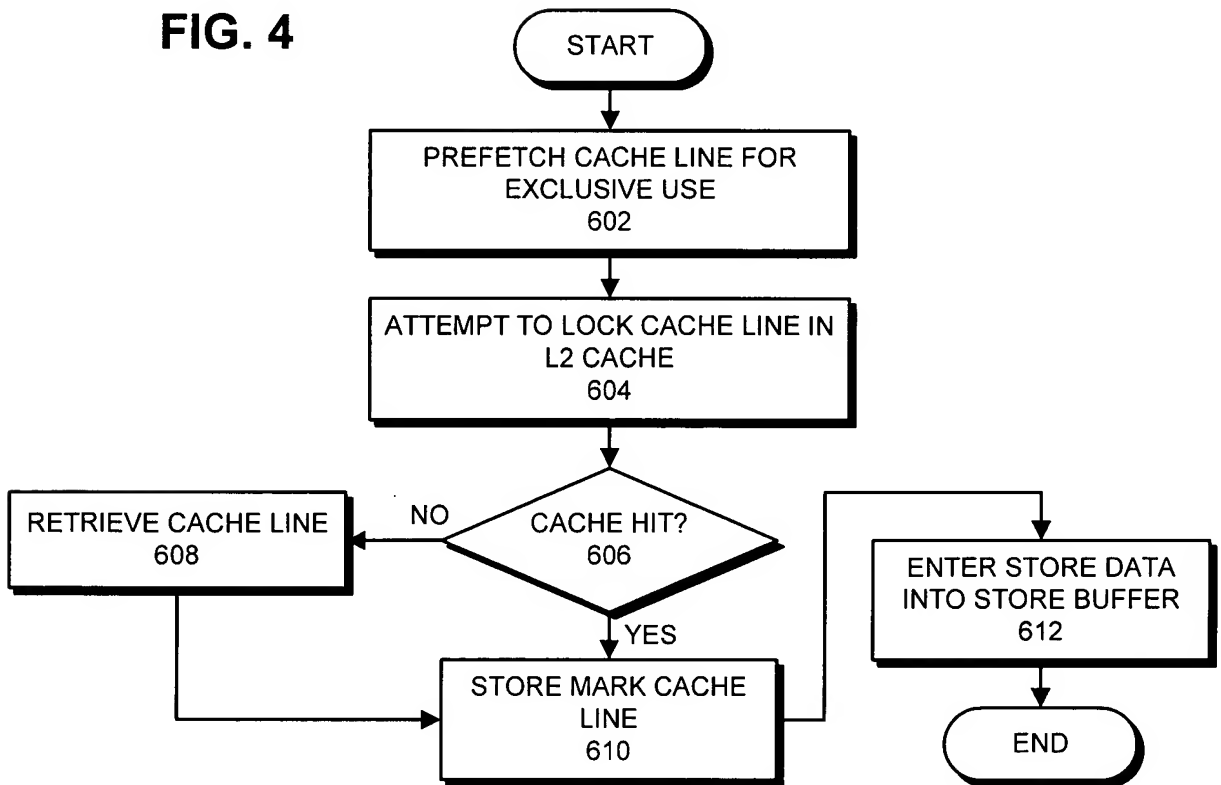 FIG. 4
START
PREFETCH CACHE LINE FOR
EXCLUSIVE USE
602
ATTEMPT TO LOCK CACHE LINE IN
L2 CACHE
604
CACHE HIT?
606
NO
RETRIEVE CACHE LINE
608
YES
STORE MARK CACHE
LINE
610
ENTER STORE DATA
INTO STORE BUFFER
612
END